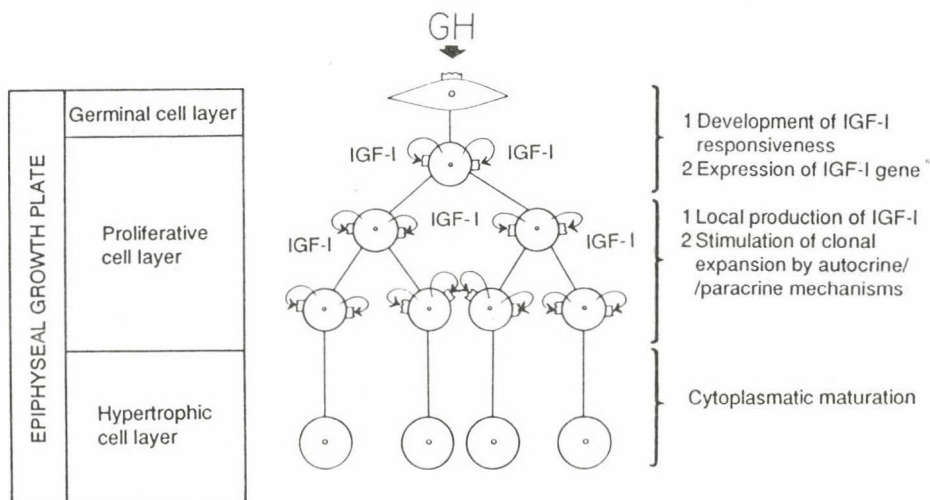 GH
Germinal cell layer
EPIPHYSEAL GROWTH PLATE
Proliferative
cell layer
Hypertrophic
cell layer
IGF-I
IGF-I
IGF-I
IGF-I
IGF-I
1 Development of IGF-I
responsiveness
2 Expression of IGF-I gene
1 Local production of IGF-I
2 Stimulation of clonal
expansion by autocrine/
/paracrine mechanisms
Cytoplasmatic maturation